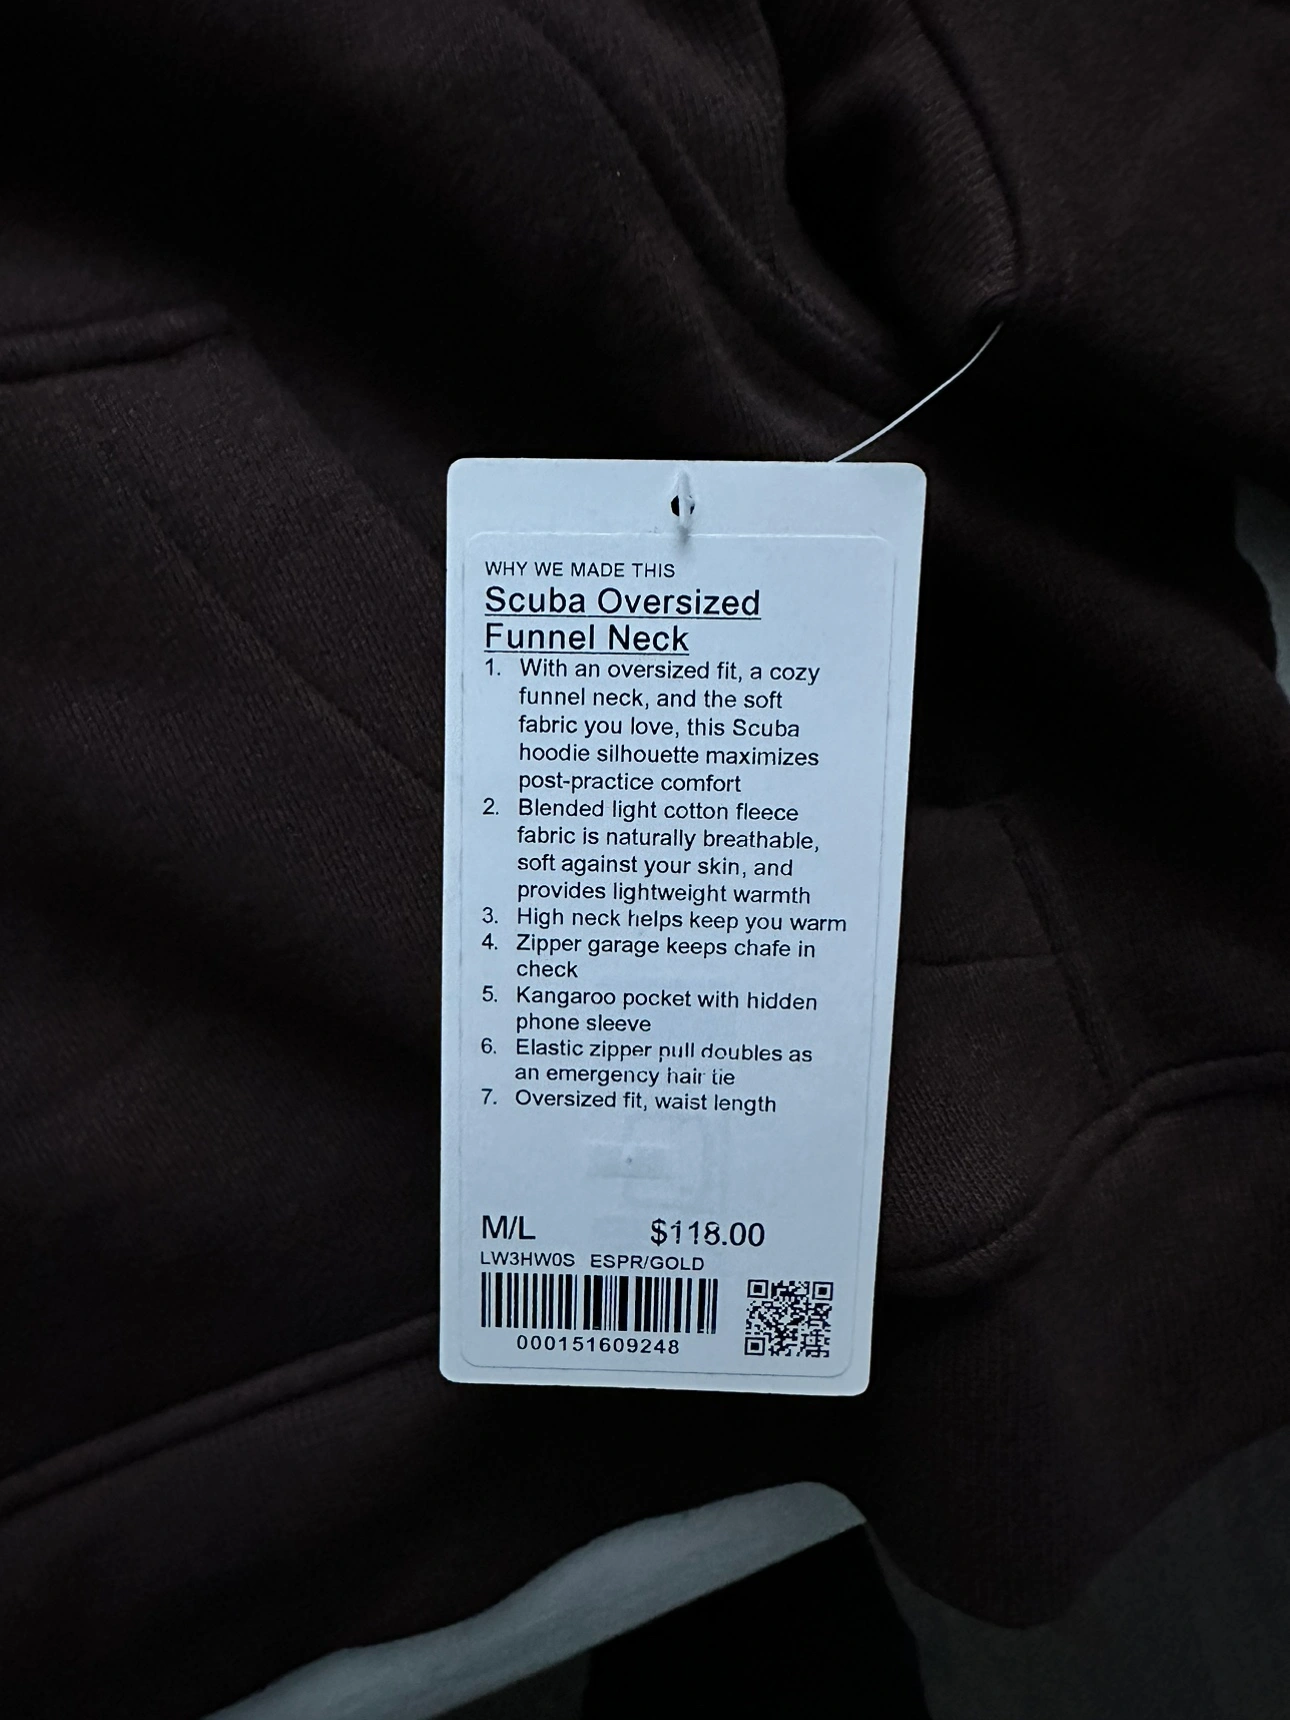 WHY WE MADE THIS
Scuba Oversized
Funnel Neck
1. With an oversized fit, a cozy
funnel neck, and the soft
fabric you love, this Scuba
hoodie silhouette maximizes
post-practice comfort
2. Blended light cotton fleece
fabric is naturally breathable,
soft against your skin, and
provides lightweight warmth
3. High neck helps keep you warm
4. Zipper garage keeps chafe in
check
5. Kangaroo pocket with hidden
phone sleeve
6. Elastic zipper pull doubles as
an emergency hair tie
7. Oversized fit, waist length
M/L $118.00
LW3HW0S ESPR/GOLD
000151609248